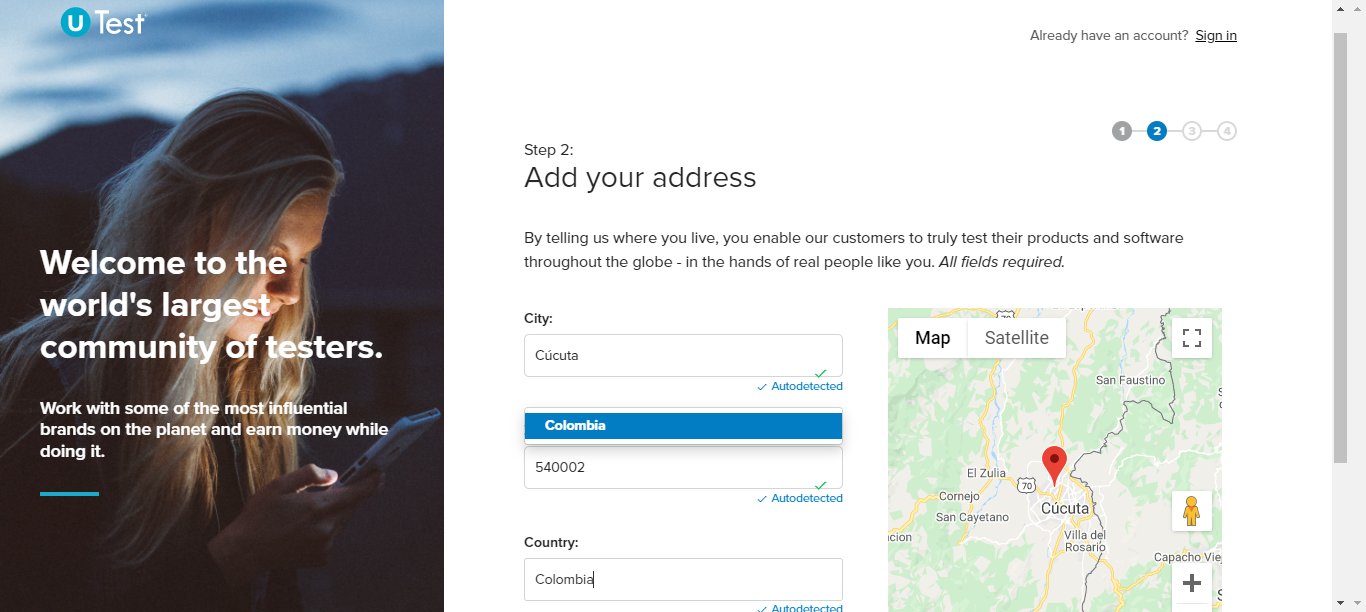 U Test
Already have an account? Sign in
1 2 3 4
Step 2:
Add your address
By telling us where you live, you enable our customers to truly test their products and software
throughout the globe - in the hands of real people like you. All fields required.
Welcome to the
world's largest
community of testers.
Work with some of the most influential
brands on the planet and earn money while
doing it.
City:
Cúcuta
Autodetected
Colombia
540002
Autodetected
Country:
Colombia
Autodetected
Map Satellite
70
San Faustino
El Zulia
70
Cornejo
Cúcuta
San Cayetano
Villa del
Rosario
Capacho Vie